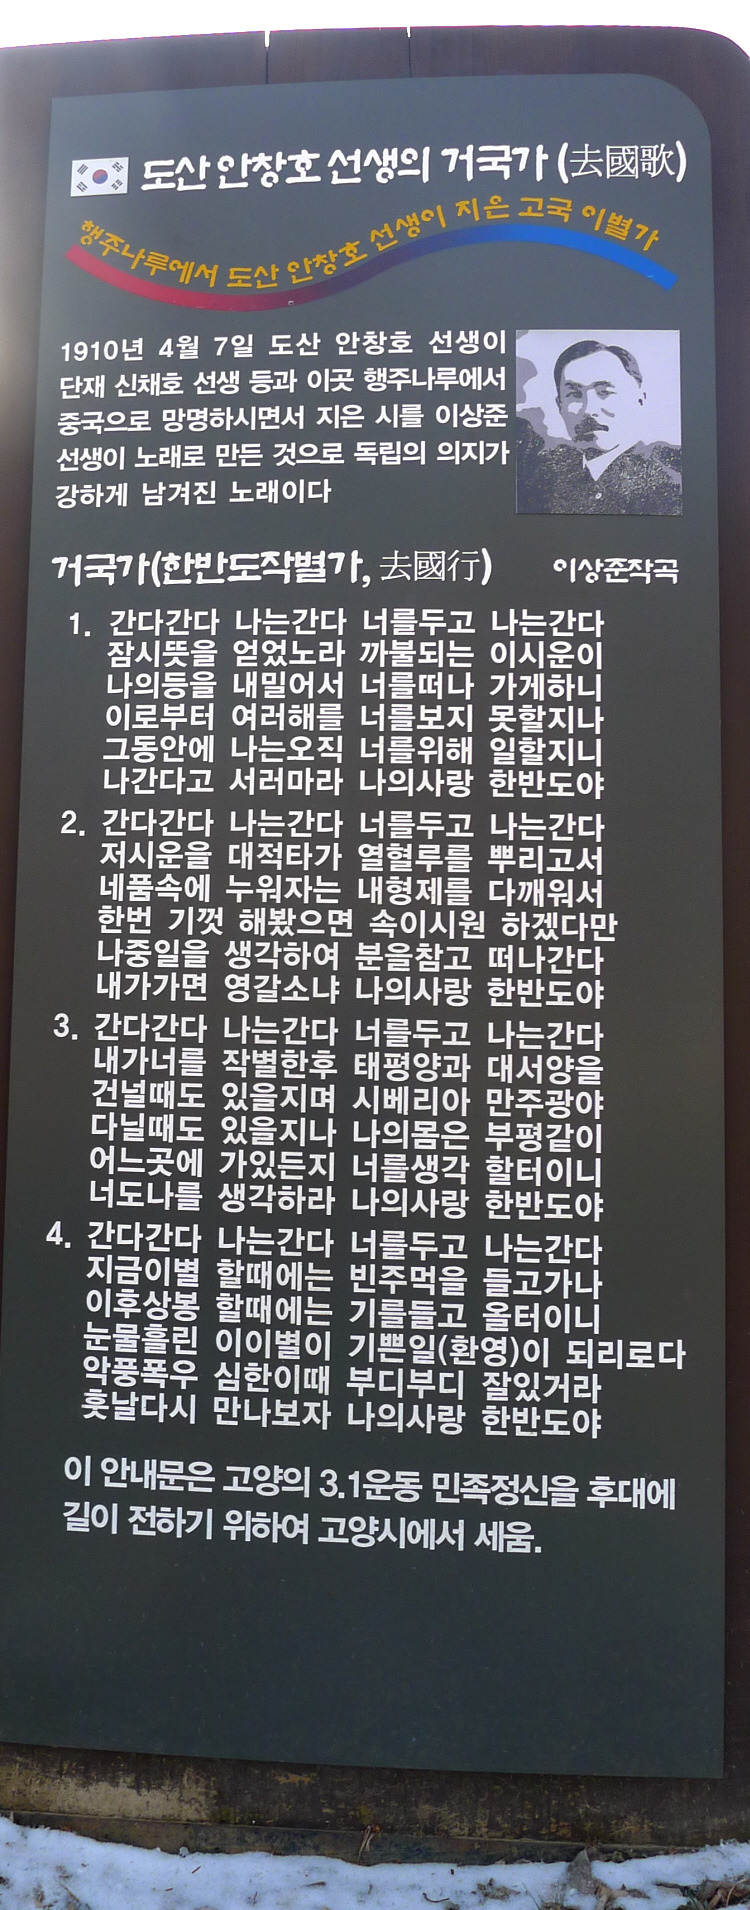 도산 안창호 선생의 거국가 (去國歌)
행주나루에서 도산 안창호 선생이 지은 고국 이별가
1910년 4월 7일 도산 안창호 선생이
단재 신채호 선생 등과 이곳 행주나루에서
중국으로 망명하시면서 지은 시를 이상준
선생이 노래로 만든 것으로 독립의 의지가
강하게 남겨진 노래이다
거국가(한반도작별가, 去國行) 이상준작곡
1. 간다간다 나는간다 너를두고 나는간다
잠시뜻을 얻었노라 까불되는 이시운이
나의등을 내밀어서 너를떠나 가게하니
이로부터 여러해를 너를보지 못할지나
그동안에 나는오직 너를위해 일할지니
나간다고 서러마라 나의사랑 한반도야
2. 간다간다 나는간다 너를두고 나는간다
저시운을 대적타가 열혈루를 뿌리고서
네품속에 누워자는 내형제를 다깨워서
한번 기껏 해봤으면 속이시원 하겠다만
나중일을 생각하여 분을참고 떠나간다
내가가면 영갈소냐 나의사랑 한반도야
3. 간다간다 나는간다 너를두고 나는간다
내가너를 작별한후 태평양과 대서양을
건널때도 있을지며 시베리아 만주광야
다닐때도 있을지나 나의몸은 부평같이
어느곳에 가있든지 너를생각 할터이니
너도나를 생각하라 나의사랑 한반도야
4. 간다간다 나는간다 너를두고 나는간다
지금이별 할때에는 빈주먹을 들고가나
이후상봉 할때에는 기를들고 올터이니
눈물흘린 이이별이 기쁜일(환영)이 되리로다
악풍폭우 심한이때 부디부디 잘있거라
훗날다시 만나보자 나의사랑 한반도야
이 안내문은 고양의 3.1운동 민족정신을 후대에
길이 전하기 위하여 고양시에서 세움.